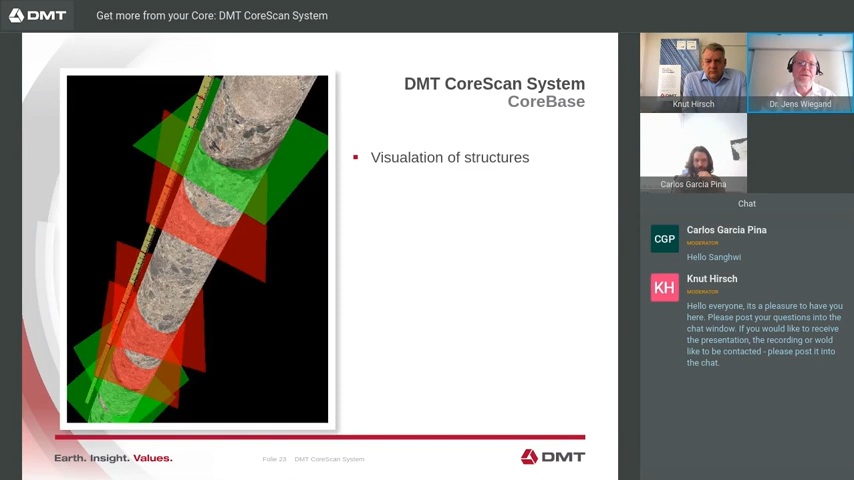 DMT
Get more from your Core: DMT CoreScan System
DMT CoreScan System
CoreBase
Visualation of structures
Earth. Insight. Values.
Folie 23 DMT CoreScan System
DMT
Knut Hirsch
Dr. Jens Wiegand
Carlos Garcia Pina
Chat
CGP
Carlos Garcia Pina
MODERATOR
Hello Sanghwi
KH
Knut Hirsch
MODERATOR
Hello everyone, its a pleasure to have you
here. Please post your questions into the
chat window. If you would like to receive
the presentation, the recording or wold
like to be contacted - please post it into
the chat.